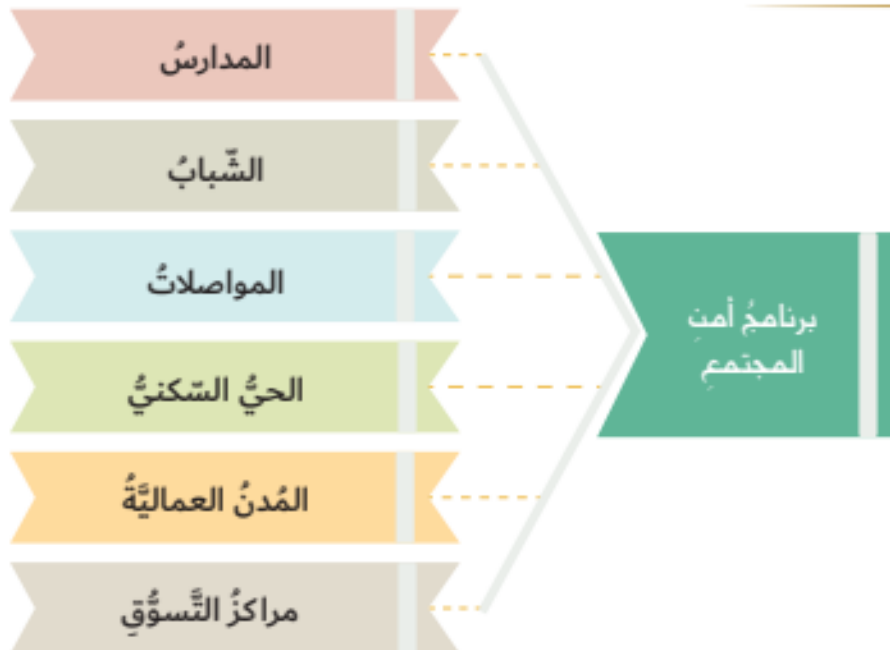 برنامجُ أمنِ
المجتمعِ
المدارسُ
الشّبابُ
المواصلاتُ
الحيُّ السّكنيُّ
المُدنُ العماليَّةُ
مراكزُ التَّسوُّقِ